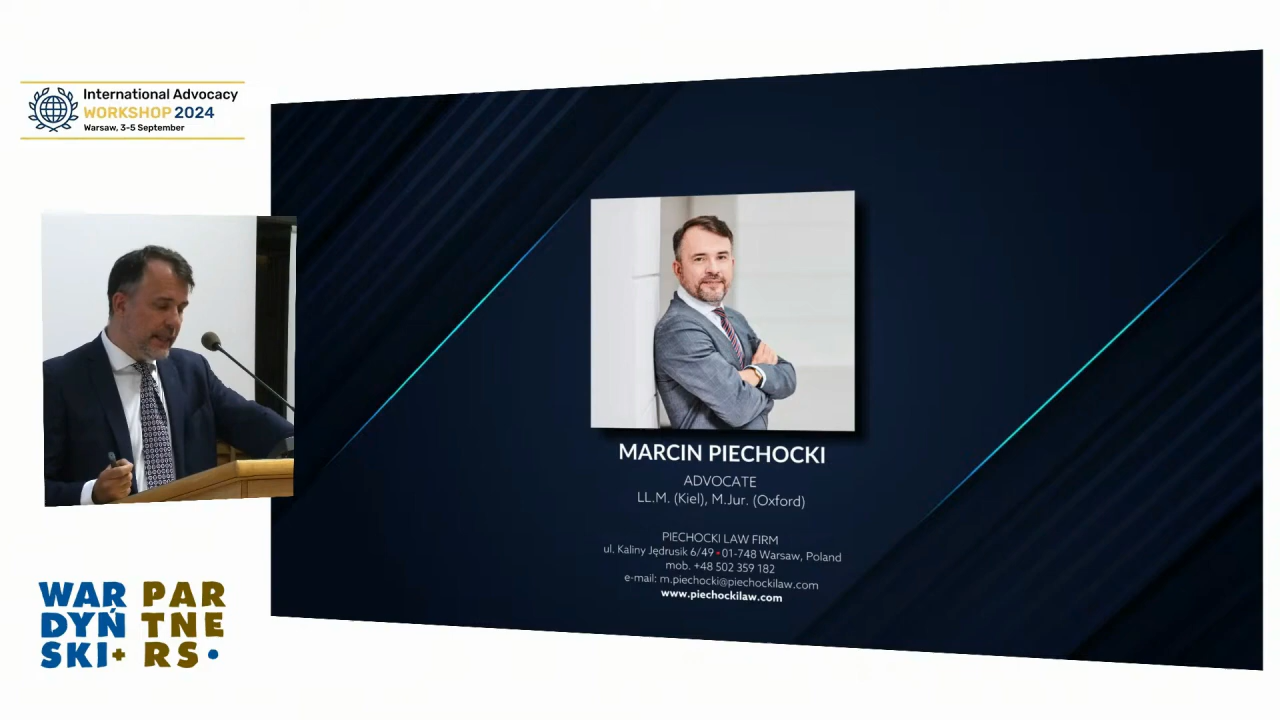 International Advocacy
WORKSHOP 2024
Warsaw, 3-5 September
MARCIN PIECHOCKI
ADVOCATE
LL.M. (Kiel), M.Jur. (Oxford)
PIECHOCKI LAW FIRM
ul. Kaliny Jędrusik 6/49 • 01-748 Warsaw, Poland
mob. +48 502 359 182
e-mail: m.piechocki@piechockilaw.com
www.piechockilaw.com
WAR PAR
DYŃ TNE
SKI+ RS•